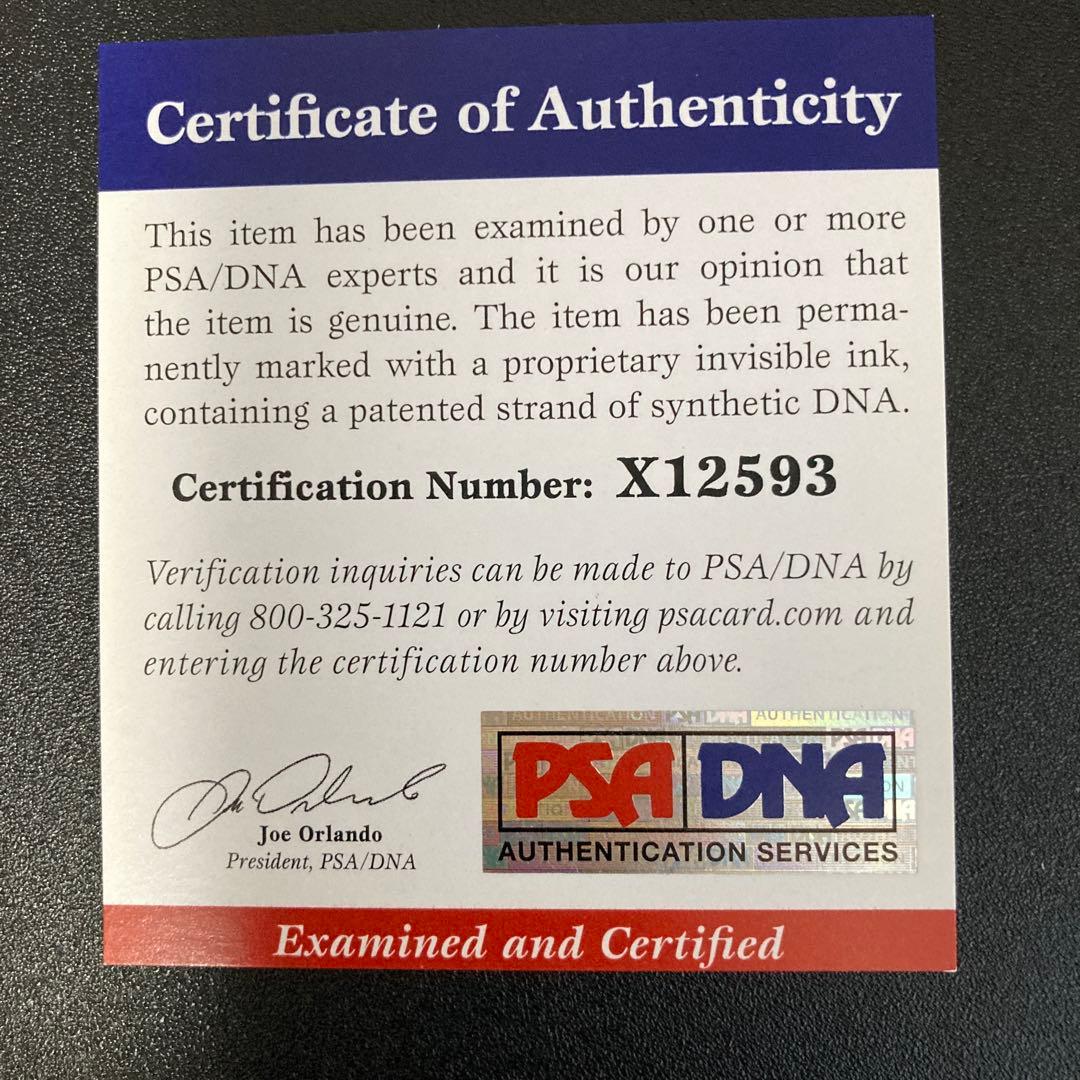 Certificate of Authenticity
This item has been examined by one or more
PSA/DNA experts and it is our opinion that
the item is genuine. The item has been perma-
nently marked with a proprietary invisible ink,
containing a patented strand of synthetic DNA.
Certification Number: X12593
Verification inquiries can be made to PSA/DNA by
calling 800-325-1121 or by visiting psacard.com and
entering the certification number above.
AUTHENTICATION PSA DNA AUTHENTICATION
PSA DNA
AUTHENTICATION SERVICES
Joe Orlando
President, PSA/DNA
Examined and Certified